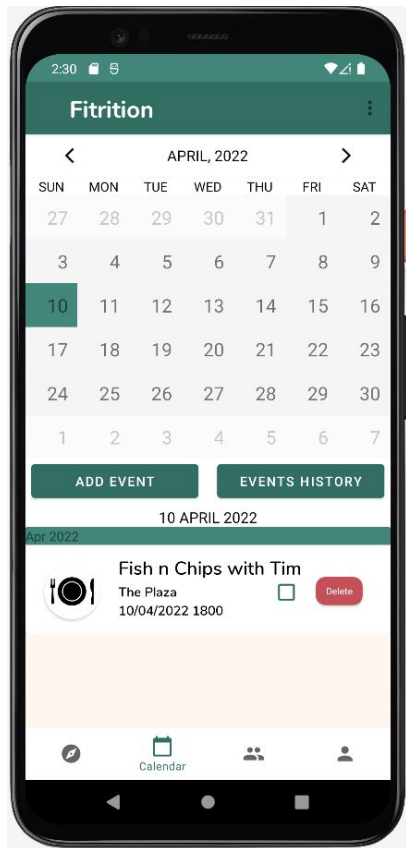 2:30
Fitrition
APRIL, 2022
SUN MON TUE WED THU FRI SAT
27 28 29 30 31 1 2
3 4 5 6 7 8 9
10 11 12 13 14 15 16
17 18 19 20 21 22 23
24 25 26 27 28 29 30
1 2 3 4 5 6 7
ADD EVENT EVENTS HISTORY
10 APRIL 2022
Apr 2022
Fish n Chips with Tim
The Plaza
Delete
10/04/2022 1800
Calendar